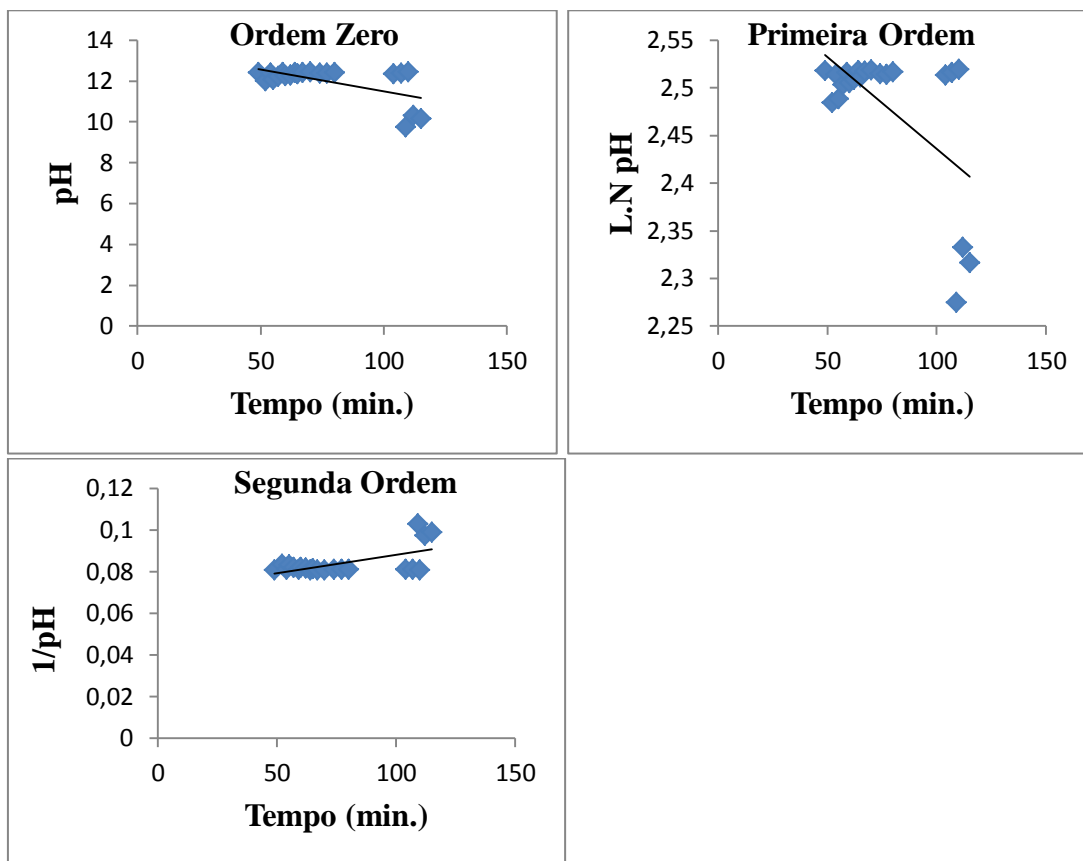 Ordem Zero
14
12
10
8
6
4
2
0
pH
0 50 100 150
Tempo (min.)
Primeira Ordem
2,55
2,5
2,45
2,4
2,35
2,3
2,25
L.N pH
0 50 100 150
Tempo (min.)
Segunda Ordem
0,12
0,1
0,08
0,06
0,04
0,02
0
1/pH
0 50 100 150
Tempo (min.)